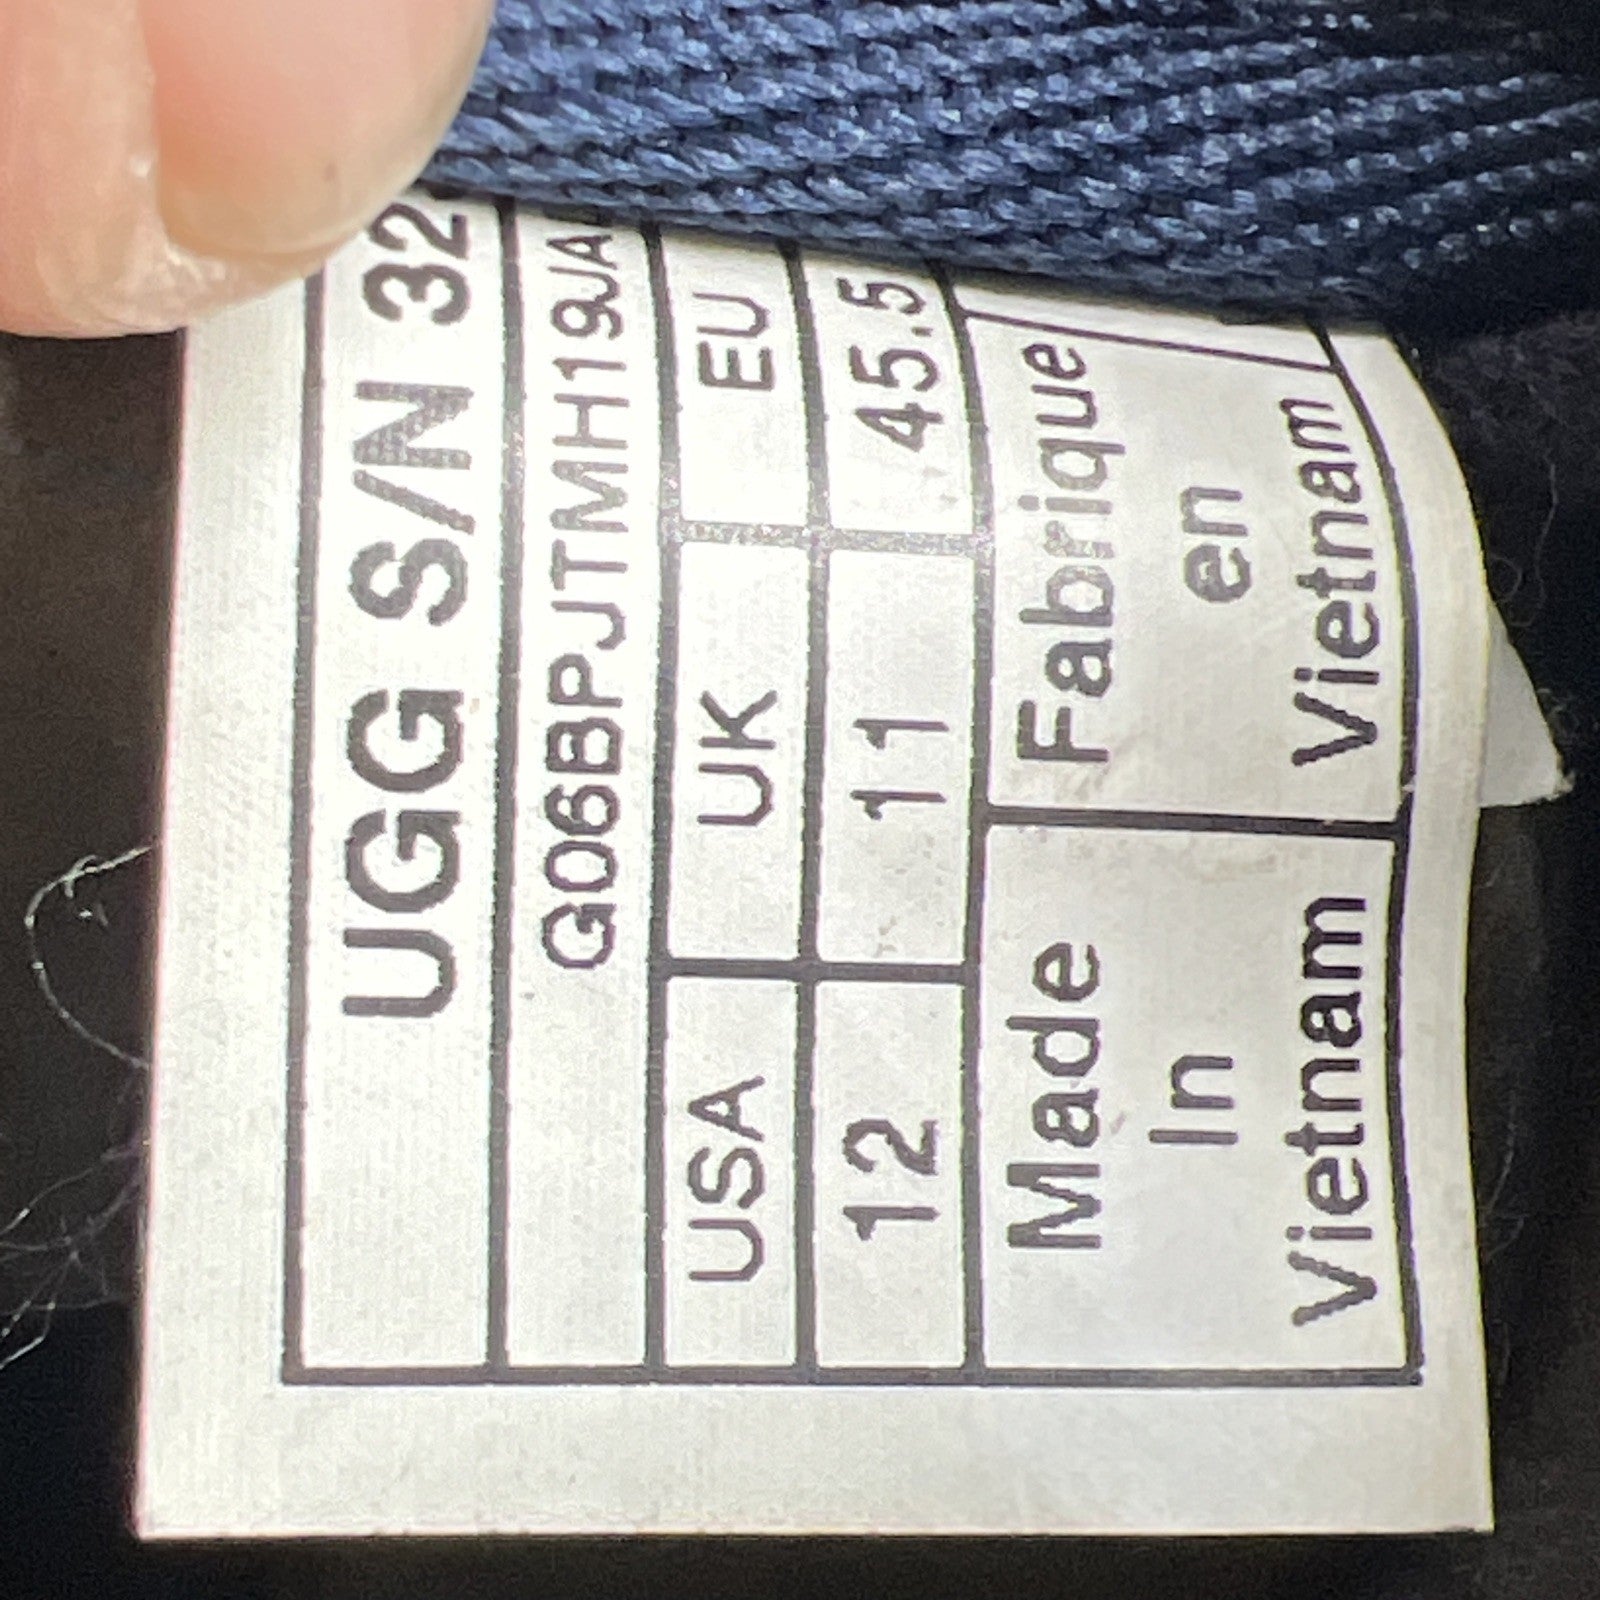 UGG S/N 32
G06BPJTMH19JA
USA UK EU
12 11 45.5
Made
In
Vietnam
Fabrique
en
Vietnam